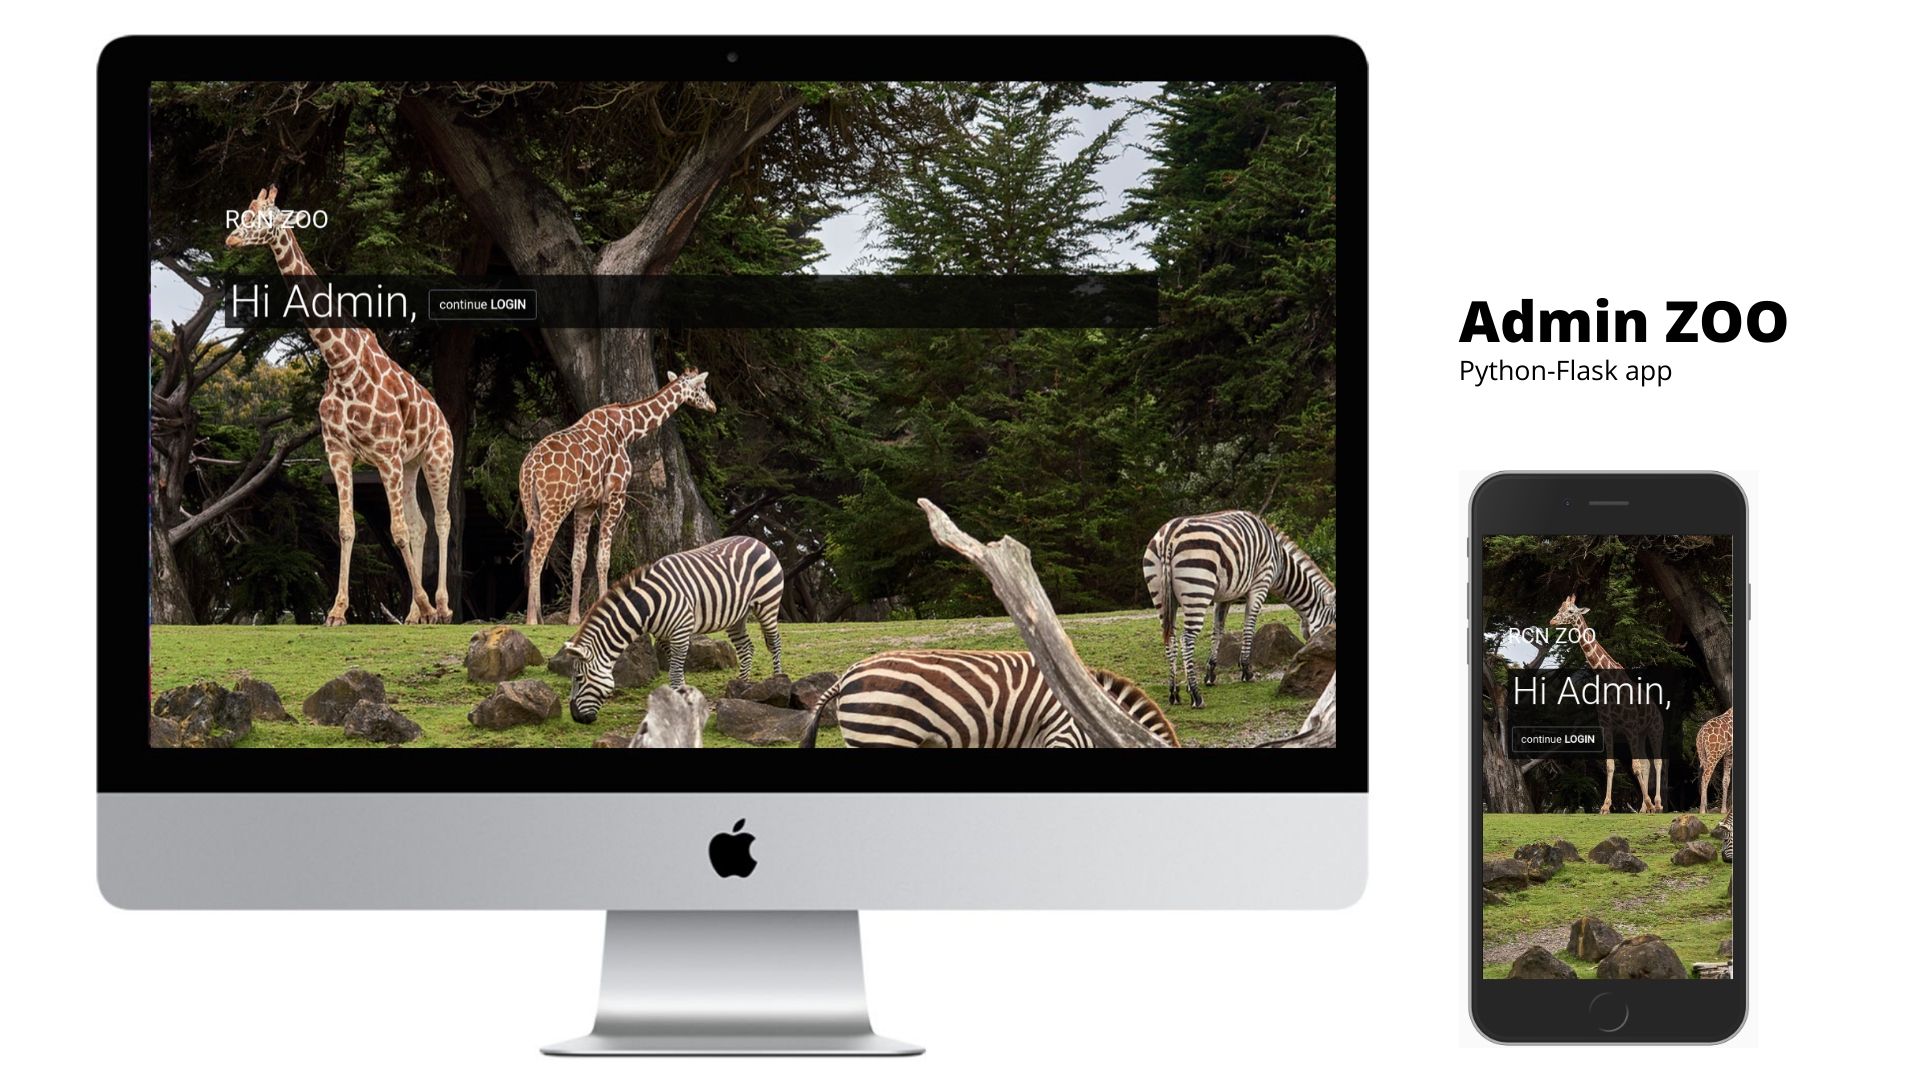 RCN ZOO
Hi Admin, continue LOGIN
Admin ZOO
Python-Flask app
RCN ZOO
Hi Admin,
continue LOGIN